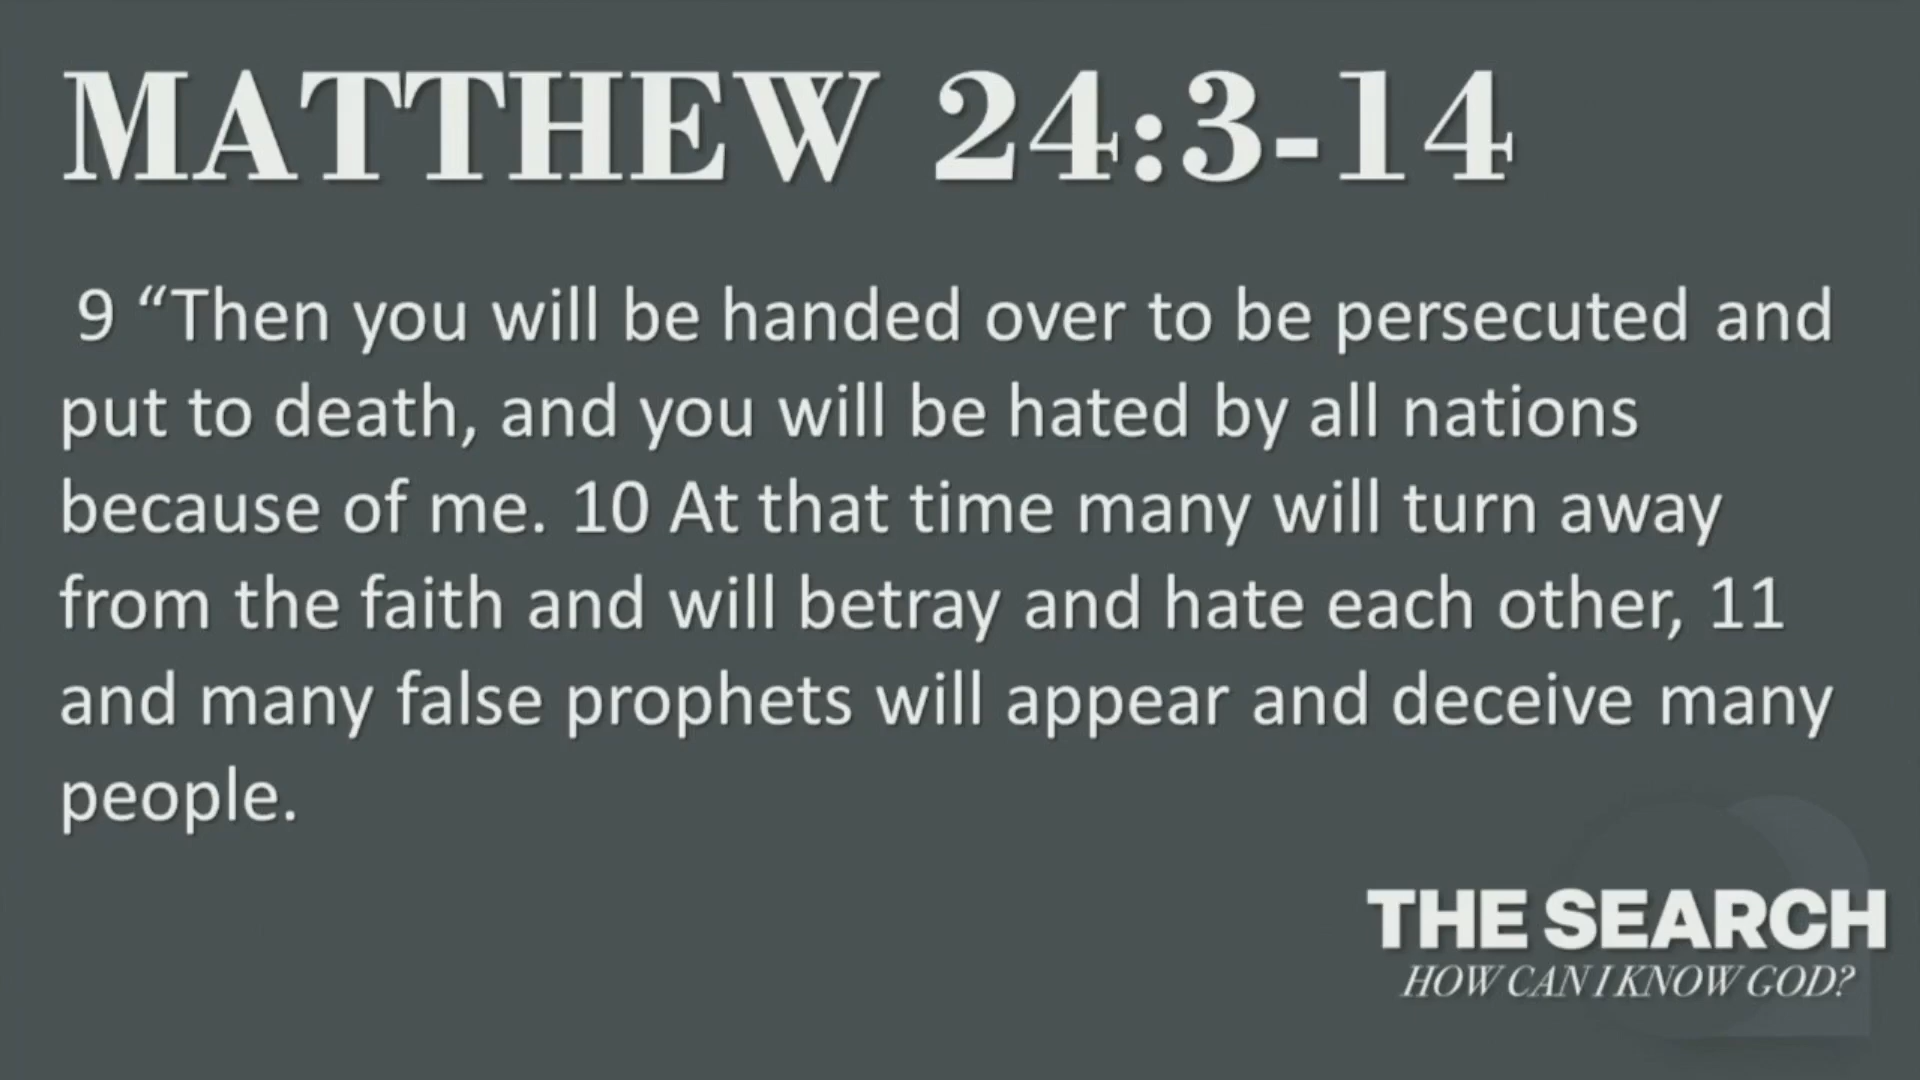 MATTHEW 24:3-14
9 “Then you will be handed over to be persecuted and
put to death, and you will be hated by all nations
because of me. 10 At that time many will turn away
from the faith and will betray and hate each other, 11
and many false prophets will appear and deceive many
people.
THE SEARCH
HOW CAN I KNOW GOD?